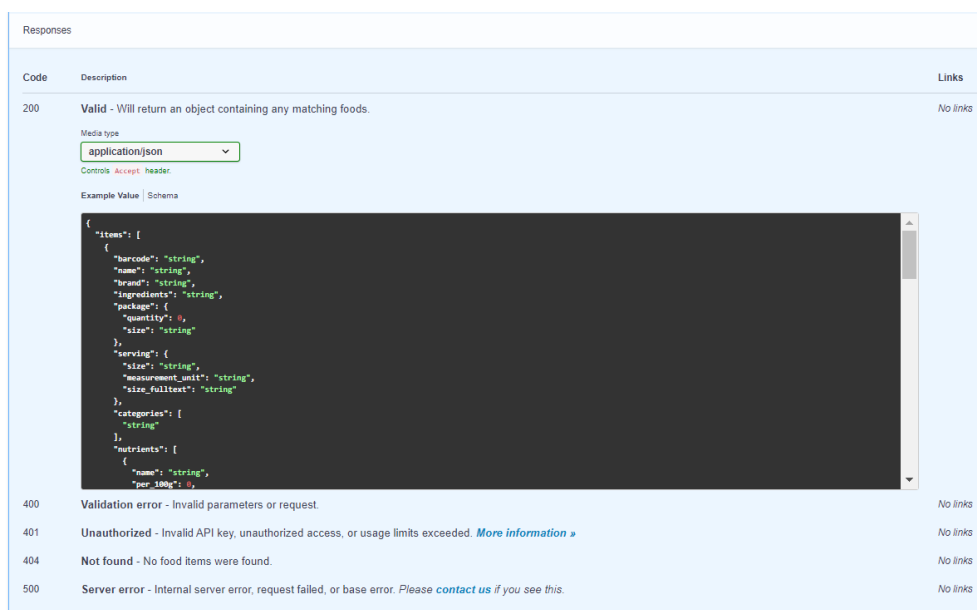 Responses
Code Description Links
200 Valid - Will return an object containing any matching foods. No links
Media type
application/json
Controls Accept header.
Example Value Schema
{
  "items": [
    {
      "barcode": "string",
      "name": "string",
      "brand": "string",
      "ingredients": "string",
      "package": {
        "quantity": 0,
        "size": "string"
      },
      "serving": {
        "size": "string",
        "measurement_unit": "string",
        "size_fulltext": "string"
      },
      "categories": [
        "string"
      ],
      "nutrients": [
        {
          "name": "string",
          "per_100g": 0,
400 Validation error - Invalid parameters or request. No links
401 Unauthorized - Invalid API key, unauthorized access, or usage limits exceeded. More information » No links
404 Not found - No food items were found. No links
500 Server error - Internal server error, request failed, or base error. Please contact us if you see this. No links